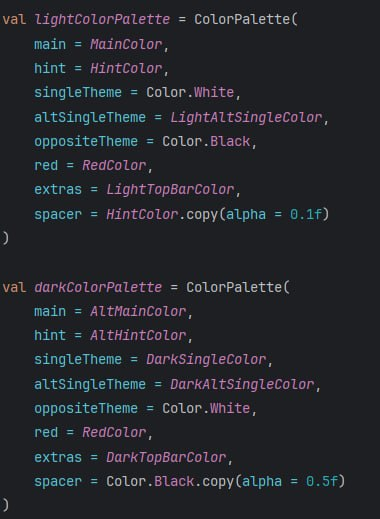 val lightColorPalette = ColorPalette(
    main = MainColor,
    hint = HintColor,
    singleTheme = Color.White,
    altSingleTheme = LightAltSingleColor,
    oppositeTheme = Color.Black,
    red = RedColor,
    extras = LightTopBarColor,
    spacer = HintColor.copy(alpha = 0.1f)
)

val darkColorPalette = ColorPalette(
    main = AltMainColor,
    hint = AltHintColor,
    singleTheme = DarkSingleColor,
    altSingleTheme = DarkAltSingleColor,
    oppositeTheme = Color.White,
    red = RedColor,
    extras = DarkTopBarColor,
    spacer = Color.Black.copy(alpha = 0.5f)
)